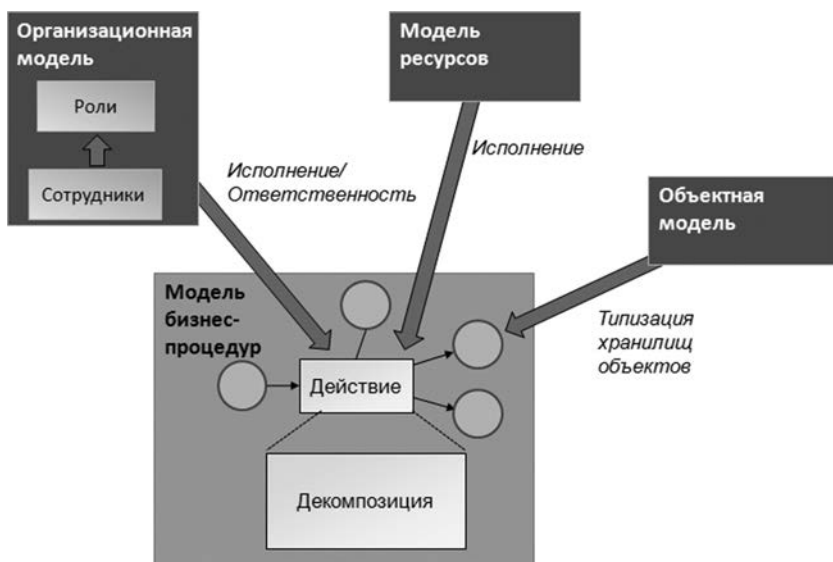 Организационная
модель
Роли
Сотрудники
Модель
ресурсов
Исполнение/
Ответственность
Исполнение
Объектная
модель
Типизация
хранилищ
объектов
Модель
бизнес-
процедур
Действие
Декомпозиция